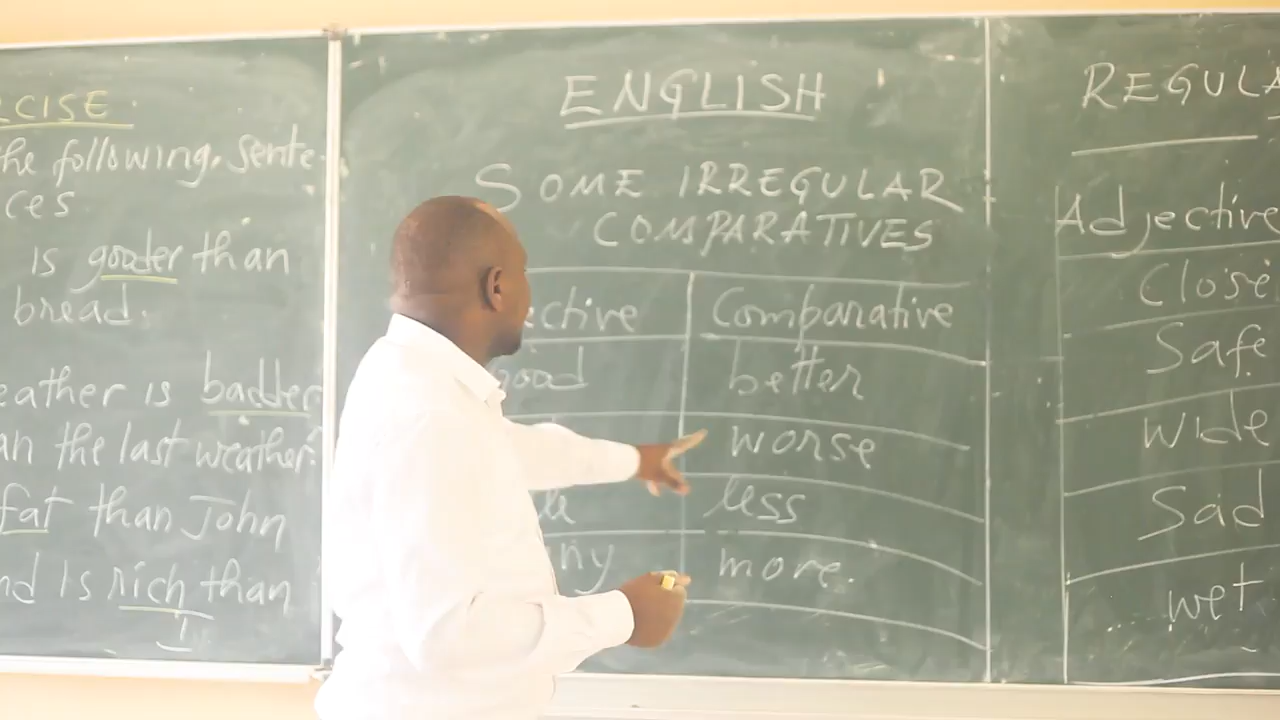 RCISE
he following. Sente-
ces
is gooder than
bread.
eather is badder
an the last weather.
fat than John
nd is rich than
I
ENGLISH
SOME IRREGULAR
COMPARATIVES
ective Comparative
good better
worse
le less
ny more.
REGULA
Adjective
Close
Safe
Wide
Sad
wet